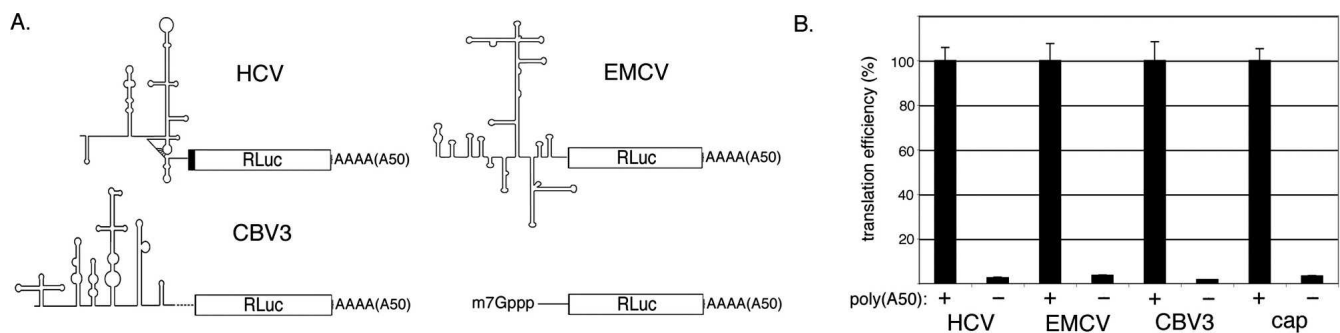 A.
HCV
RLuc
AAAA(A50)
EMCV
RLuc
AAAA(A50)
CBV3
RLuc
AAAA(A50)
m7Gppp
RLuc
AAAA(A50)
B.
translation efficiency (%)
100
80
60
40
20
poly(A50): + − + − + − + −
HCV EMCV CBV3 cap